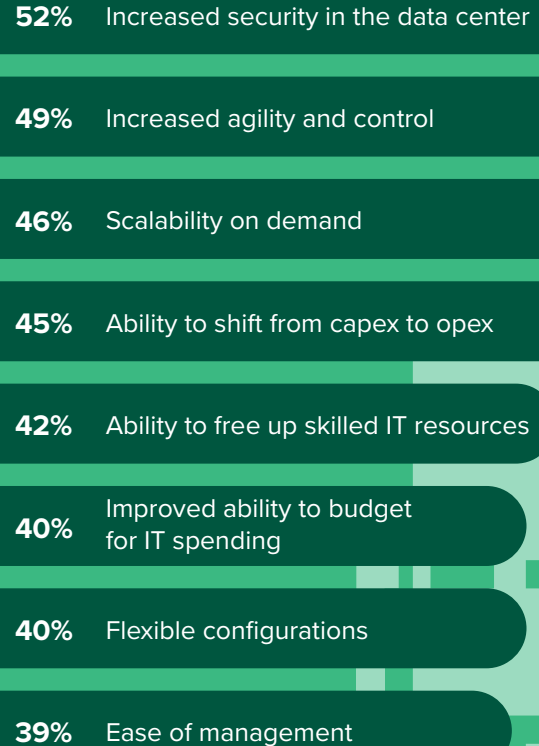 52% Increased security in the data center
49% Increased agility and control
46% Scalability on demand
45% Ability to shift from capex to opex
42% Ability to free up skilled IT resources
40% Improved ability to budget
for IT spending
40% Flexible configurations
39% Ease of management